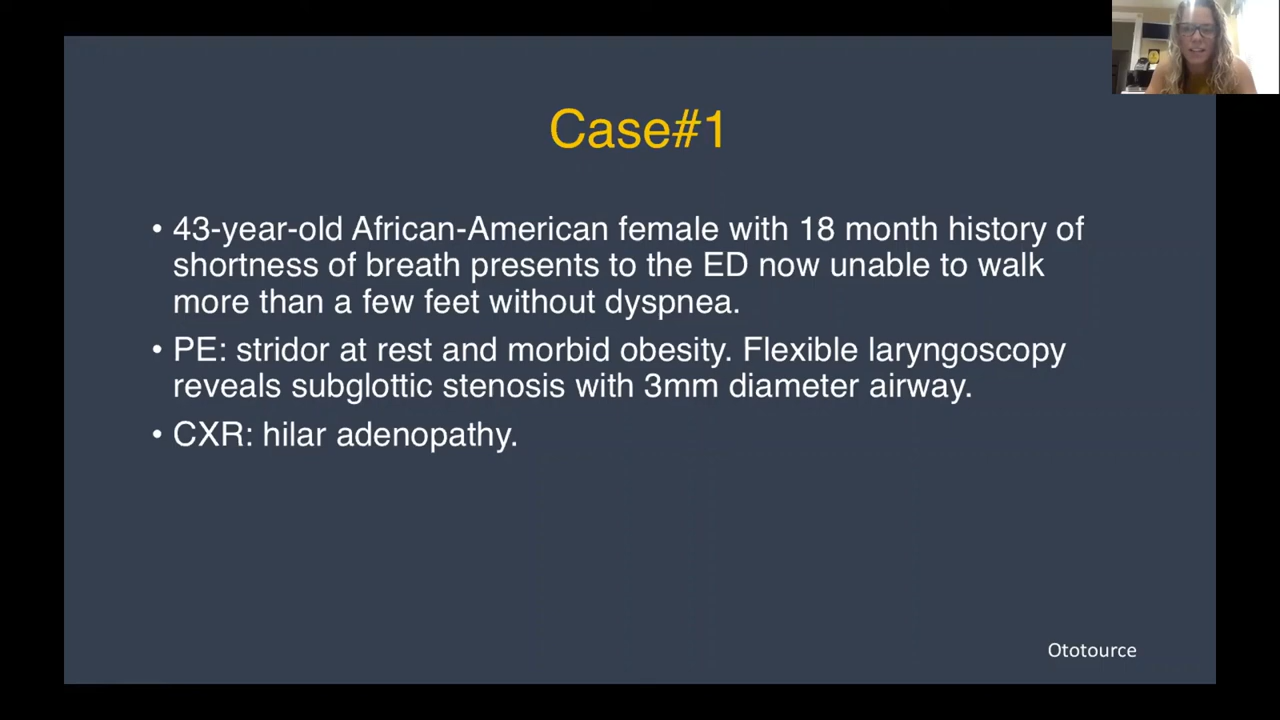 Case#1
• 43-year-old African-American female with 18 month history of
shortness of breath presents to the ED now unable to walk
more than a few feet without dyspnea.
• PE: stridor at rest and morbid obesity. Flexible laryngoscopy
reveals subglottic stenosis with 3mm diameter airway.
• CXR: hilar adenopathy.
Ototource